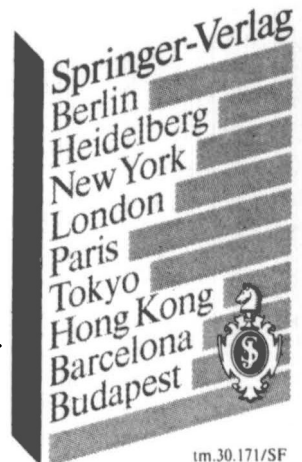 Springer-Verlag
Berlin
Heidelberg
New York
London
Paris
Tokyo
Hong Kong
Barcelona
Budapest
tm.30.171/SF